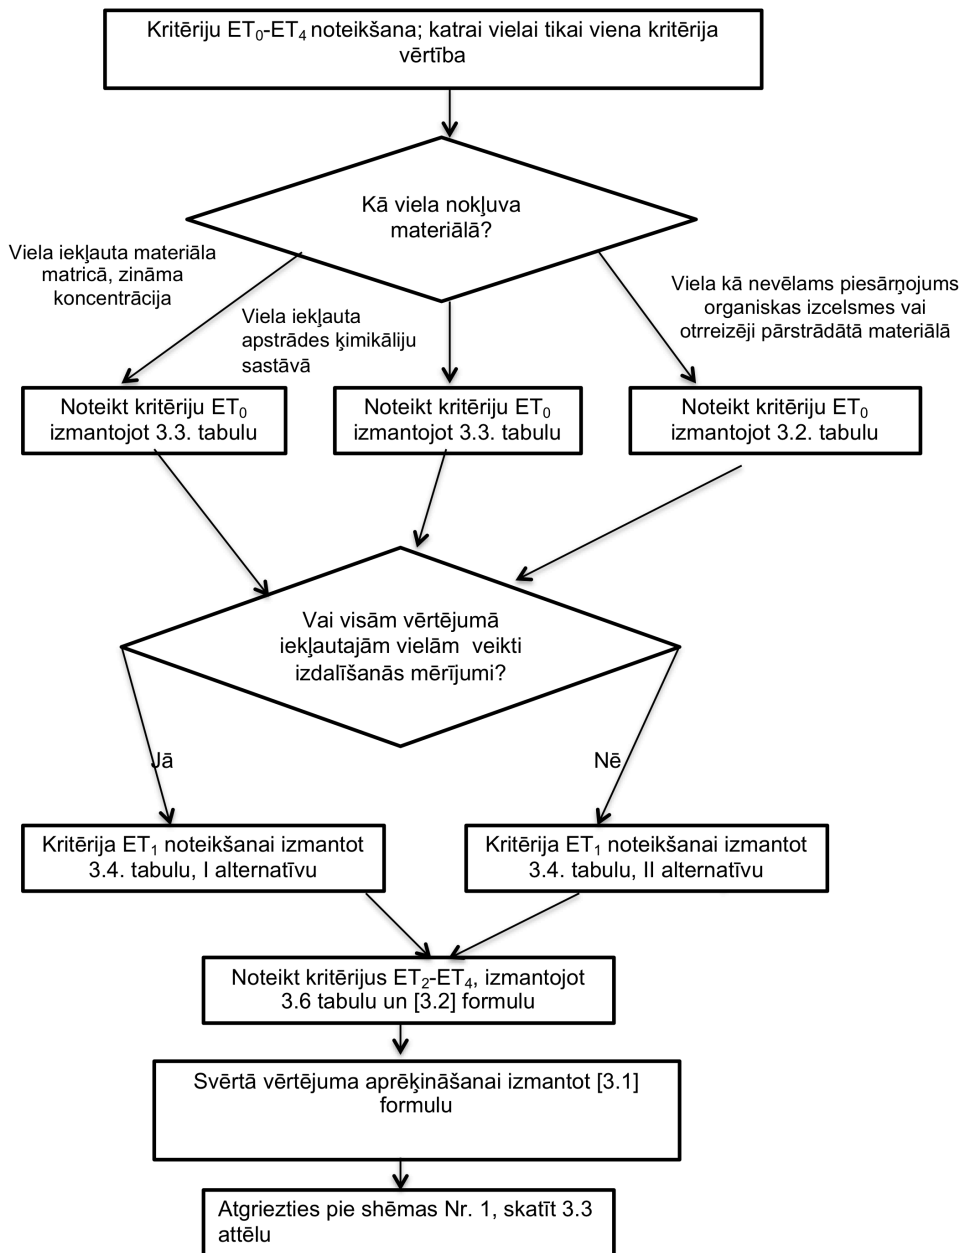 Kritēriju ET₀-ET₄ noteikšana; katrai vielai tikai viena kritērija
vērtība
Kā viela nokļuva
materiālā?
Viela iekļauta materiāla
matricā, zināma
koncentrācija
Viela iekļauta
apstrādes ķimikāliju
sastāvā
Viela kā nevēlams piesārņojums
organiskas izcelsmes vai
otrreizēji pārstrādātā materiālā
Noteikt kritēriju ET₀
izmantojot 3.3. tabulu
Noteikt kritēriju ET₀
izmantojot 3.3. tabulu
Noteikt kritēriju ET₀
izmantojot 3.2. tabulu
Vai visām vērtējumā
iekļautajām vielām veikti
izdalīšanās mērījumi?
Jā
Nē
Kritērija ET₁ noteikšanai izmantot
3.4. tabulu, I alternatīvu
Kritērija ET₁ noteikšanai izmantot
3.4. tabulu, II alternatīvu
Noteikt kritērijus ET₂-ET₄, izmantojot
3.6 tabulu un [3.2] formulu
Svērtā vērtējuma aprēķināšanai izmantot [3.1]
formulu
Atgriezties pie shēmas Nr. 1, skatīt 3.3
attēlu